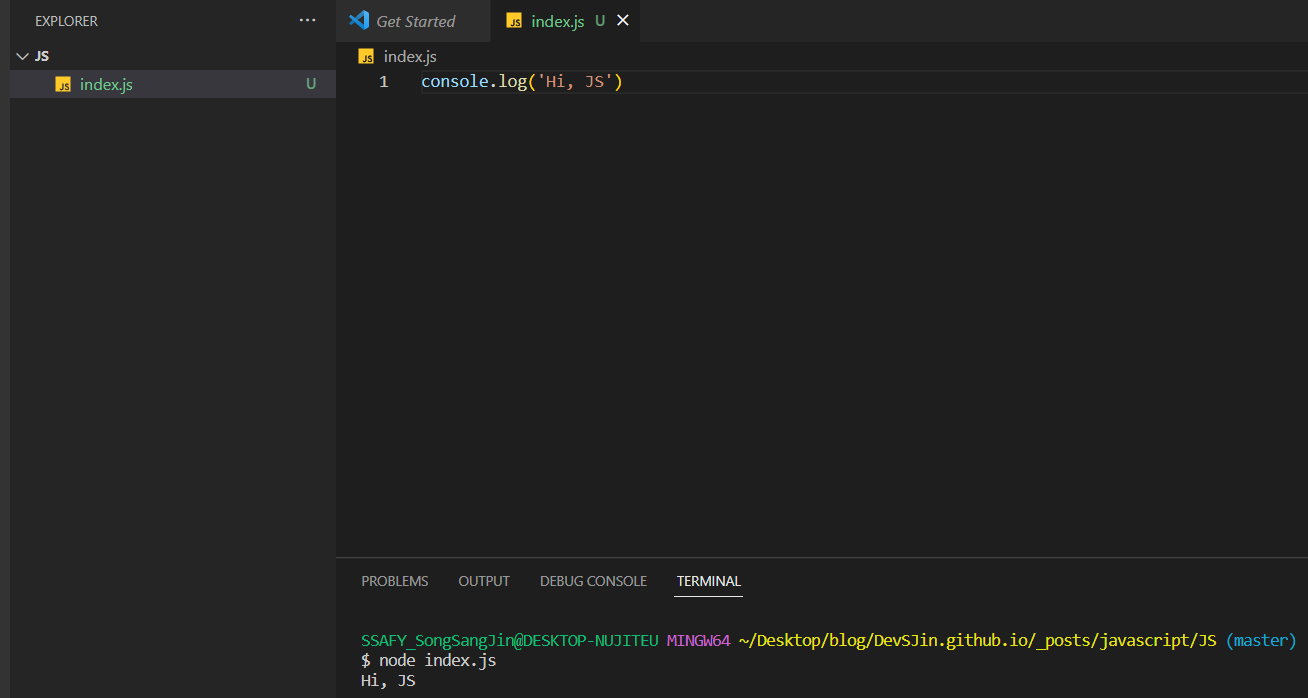 EXPLORER
JS
JS index.js U
Get Started
JS index.js U
JS index.js
1 console.log('Hi, JS')
PROBLEMS OUTPUT DEBUG CONSOLE TERMINAL
SSAFY_SongSangJin@DESKTOP-NUJITEU MINGW64 ~/Desktop/blog/DevSJin.github.io/_posts/javascript/JS (master)
$ node index.js
Hi, JS